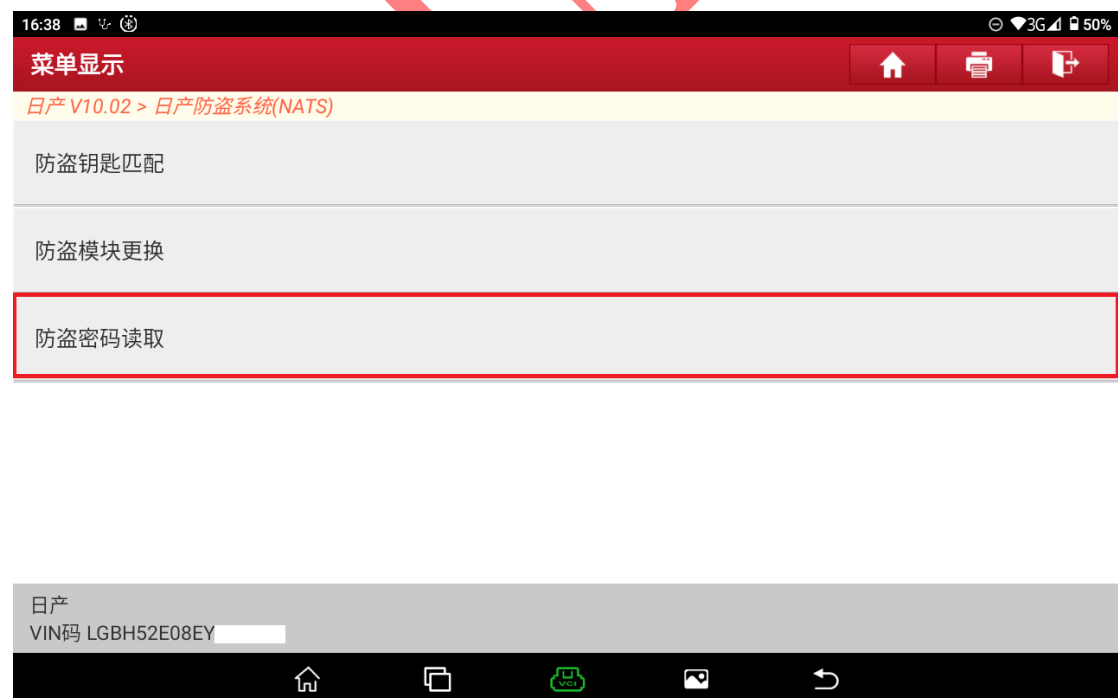 16:38
3G 50%
菜单显示
日产 V10.02 > 日产防盗系统(NATS)
防盗钥匙匹配
防盗模块更换
防盗密码读取
日产
VIN码 LGBH52E08EY
VCI